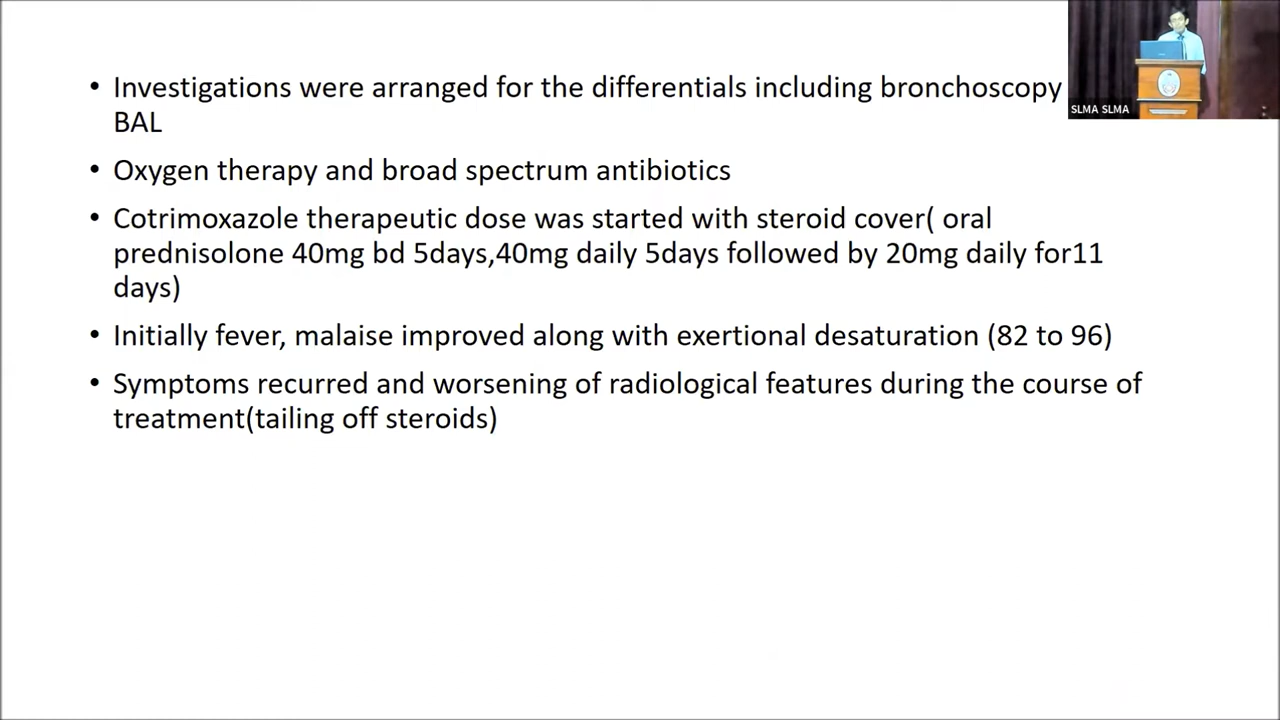 • Investigations were arranged for the differentials including bronchoscopy
BAL
• Oxygen therapy and broad spectrum antibiotics
• Cotrimoxazole therapeutic dose was started with steroid cover( oral
prednisolone 40mg bd 5days,40mg daily 5days followed by 20mg daily for11
days)
• Initially fever, malaise improved along with exertional desaturation (82 to 96)
• Symptoms recurred and worsening of radiological features during the course of
treatment(tailing off steroids)
SLMA SLMA